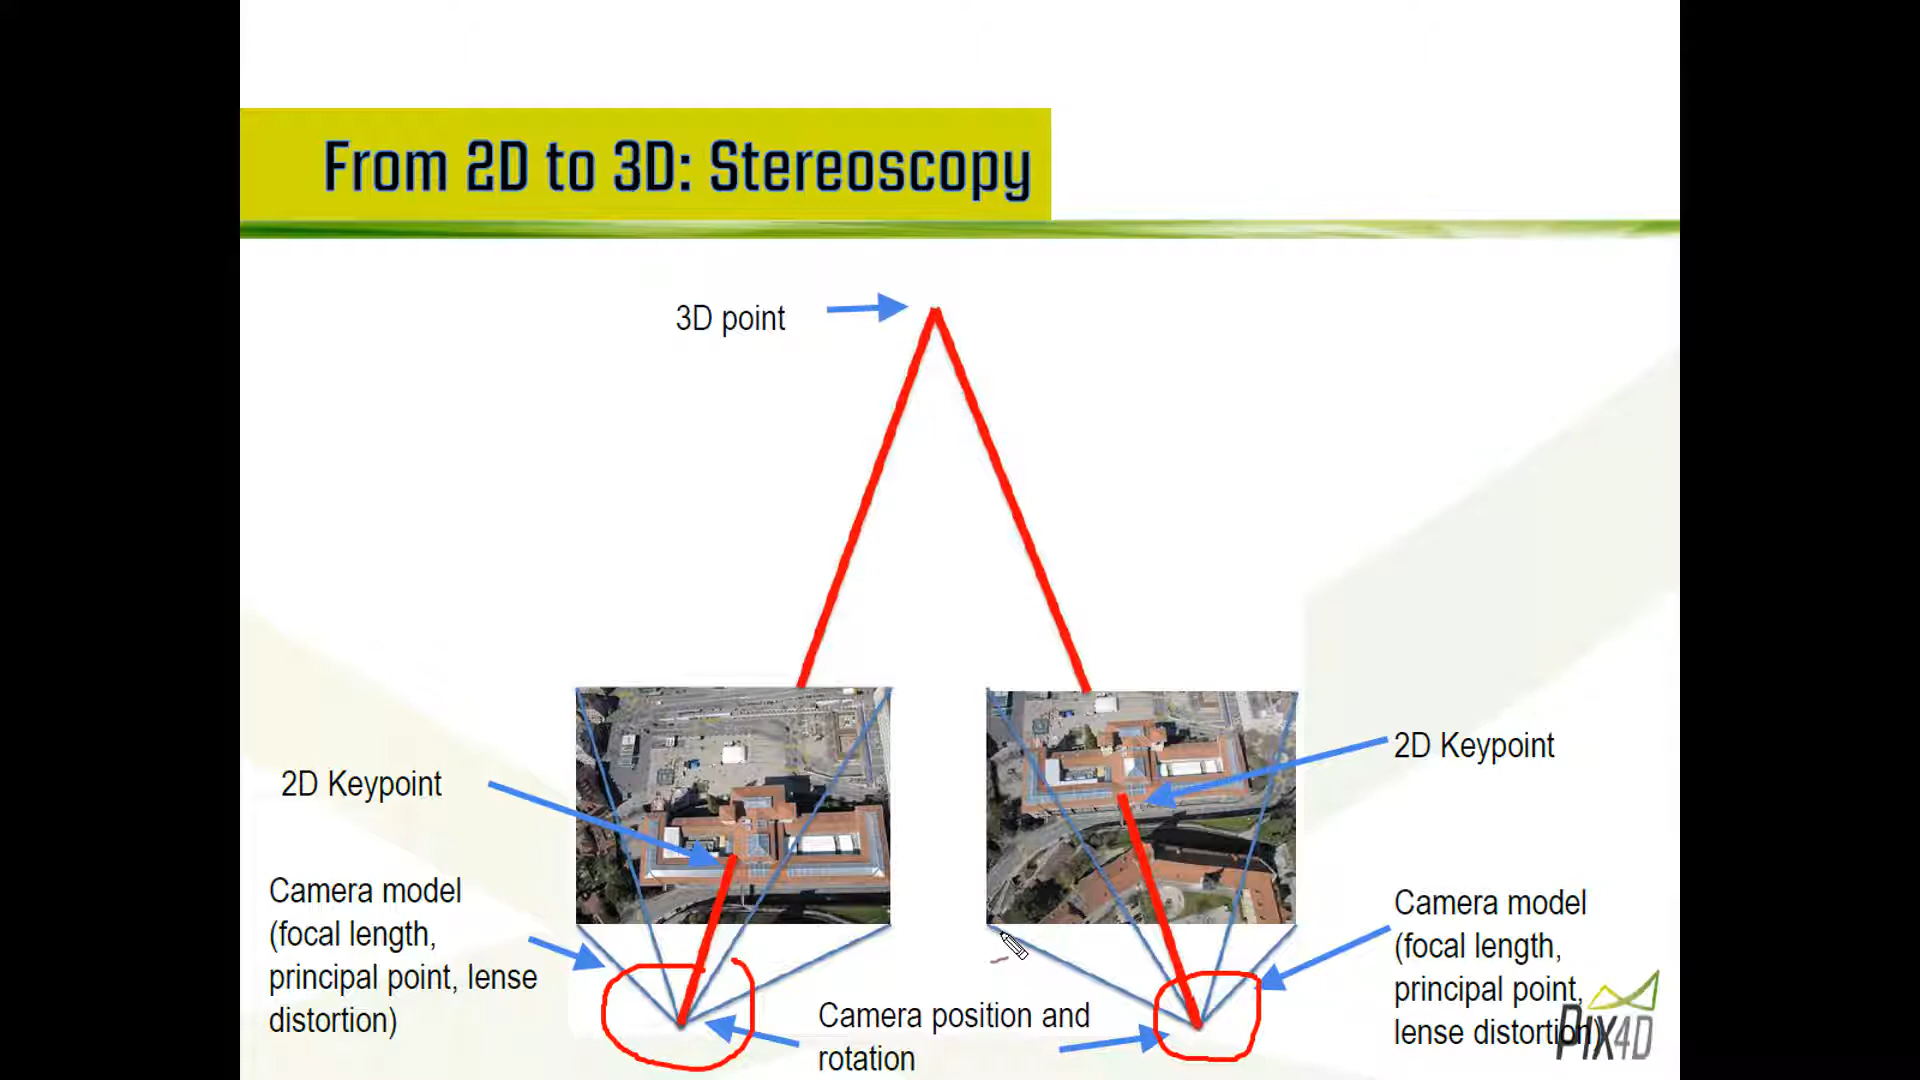 From 2D to 3D: Stereoscopy
3D point
2D Keypoint
2D Keypoint
Camera model
(focal length,
principal point, lense
distortion)
Camera position and
rotation
Camera model
(focal length,
principal point,
lense distortion)
PIX4D